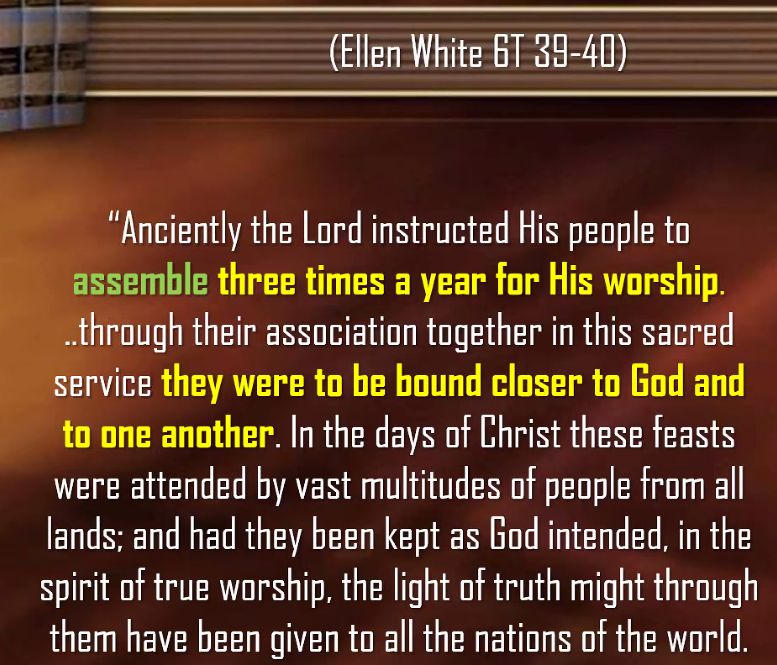 (Ellen White 6T 39-40)
“Anciently the Lord instructed His people to
assemble three times a year for His worship.
..through their association together in this sacred
service they were to be bound closer to God and
to one another. In the days of Christ these feasts
were attended by vast multitudes of people from all
lands; and had they been kept as God intended, in the
spirit of true worship, the light of truth might through
them have been given to all the nations of the world.